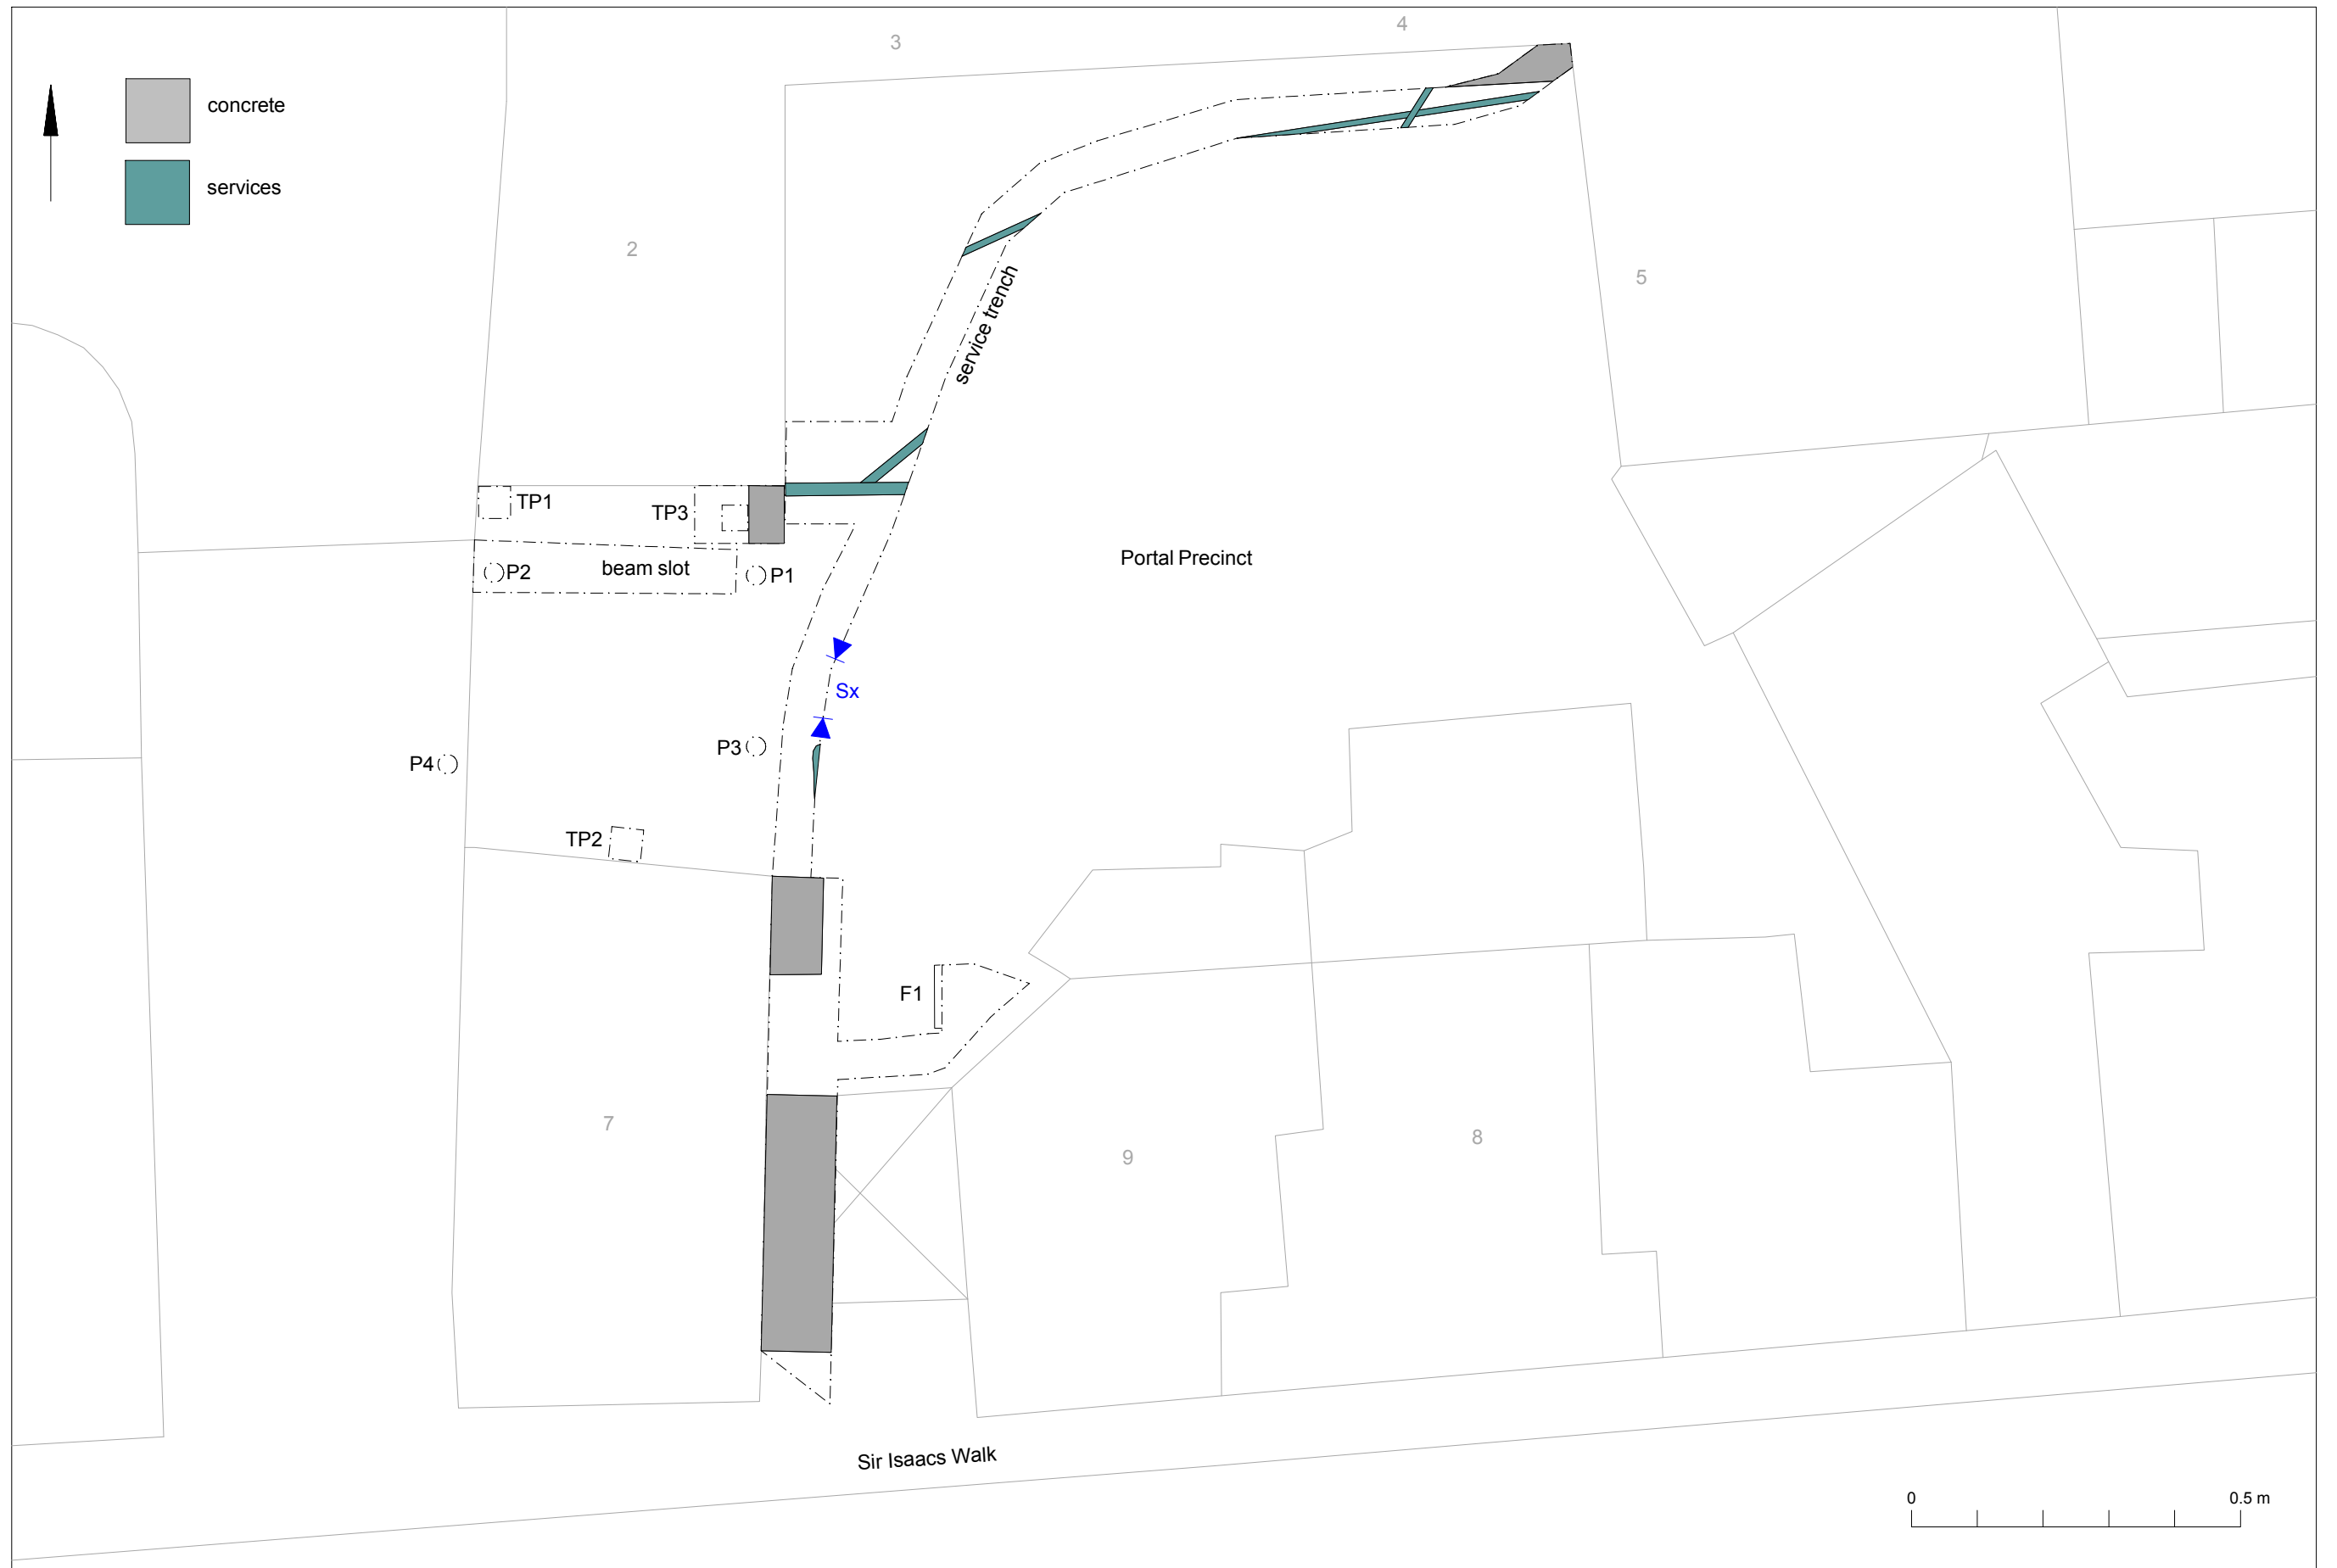 3
4
concrete
services
2
5
service trench
TP1
TP3
Portal Precinct
P2
beam slot
P1
Sx
P3
P4
TP2
F1
7
9
8
Sir Isaacs Walk
0
0.5 m